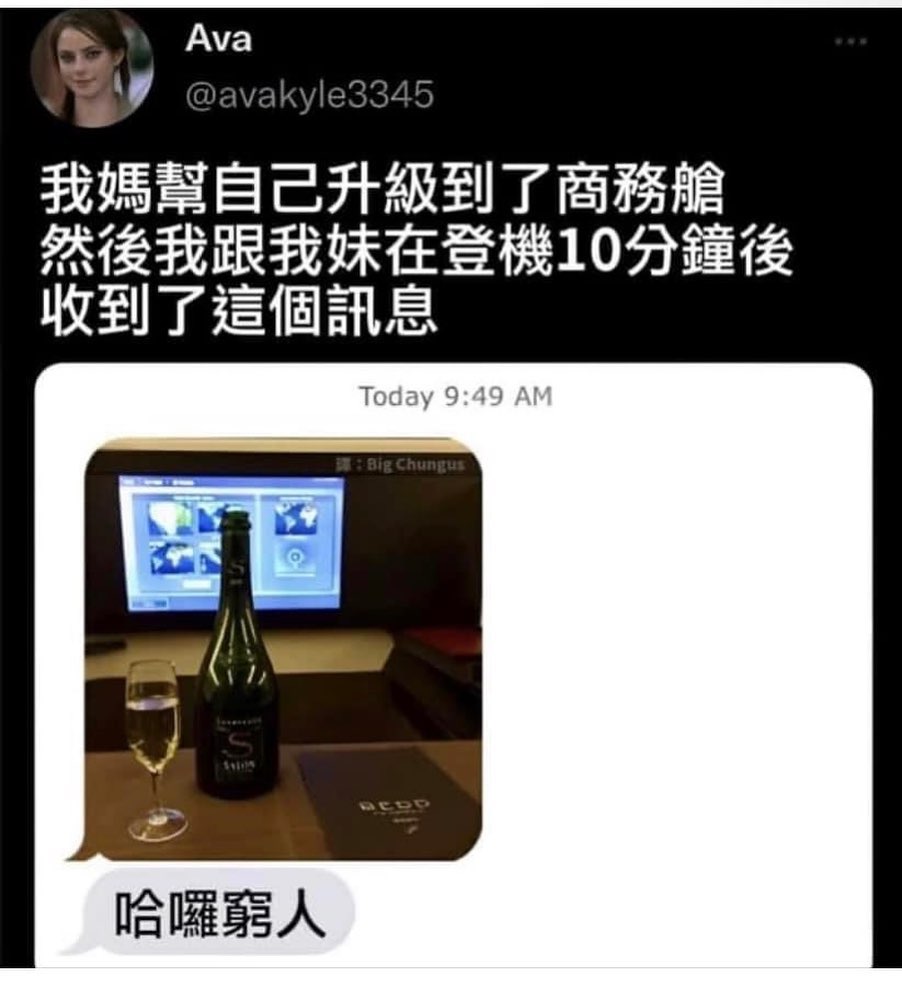 Ava
@avakyle3345
我媽幫自己升級到了商務艙
然後我跟我妹在登機10分鐘後
收到了這個訊息
Today 9:49 AM
譯：Big Chungus
S
S
哈囉窮人